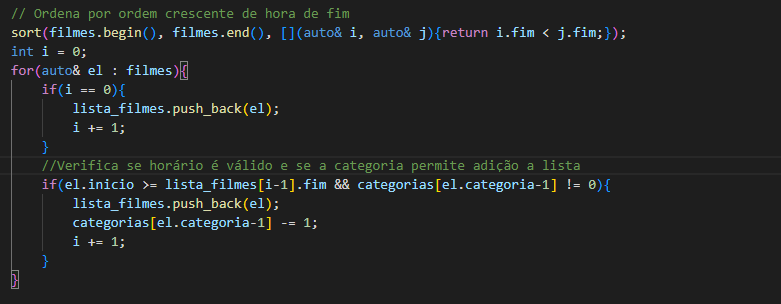 // Ordena por ordem crescente de hora de fim
sort(filmes.begin(), filmes.end(), [](auto& i, auto& j){return i.fim < j.fim;});
int i = 0;
for(auto& el : filmes){
    if(i == 0){
        lista_filmes.push_back(el);
        i += 1;
    }
    //Verifica se horário é válido e se a categoria permite adição a lista
    if(el.inicio >= lista_filmes[i-1].fim && categorias[el.categoria-1] != 0){
        lista_filmes.push_back(el);
        categorias[el.categoria-1] -= 1;
        i += 1;
    }
}